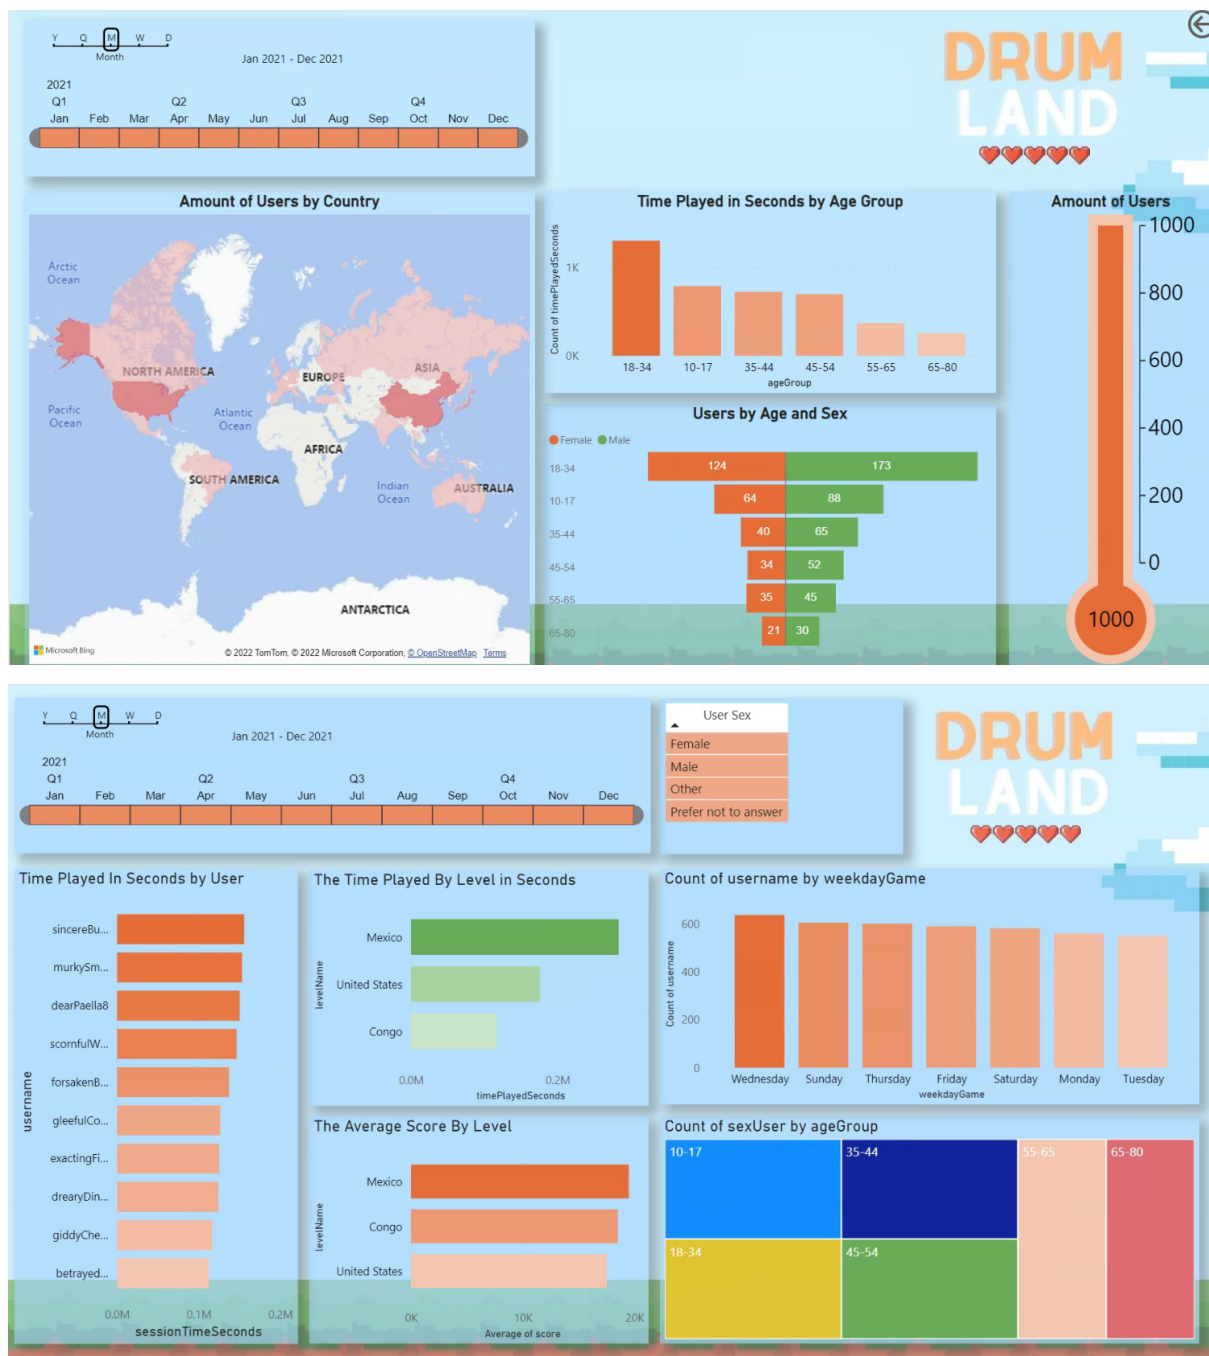 Y Q M W D
Month
Jan 2021 - Dec 2021
2021
Q1 Q2 Q3 Q4
Jan Feb Mar Apr May Jun Jul Aug Sep Oct Nov Dec
DRUM
LAND
Amount of Users by Country
Arctic
Ocean
NORTH AMERICA
EUROPE
ASIA
Pacific
Ocean
Atlantic
Ocean
AFRICA
SOUTH AMERICA
Indian
Ocean
AUSTRALIA
ANTARCTICA
Microsoft Bing
© 2022 TomTom, © 2022 Microsoft Corporation, © OpenStreetMap Terms
Time Played in Seconds by Age Group
Count of timePlayedSeconds
1K
0K
18-34 10-17 35-44 45-54 55-65 65-80
ageGroup
Users by Age and Sex
Female Male
18-34 124 173
10-17 64 88
35-44 40 65
45-54 34 52
55-65 35 45
65-80 21 30
Amount of Users
1000
800
600
400
200
0
1000
Y Q M W D
Month
Jan 2021 - Dec 2021
2021
Q1 Q2 Q3 Q4
Jan Feb Mar Apr May Jun Jul Aug Sep Oct Nov Dec
User Sex
Female
Male
Other
Prefer not to answer
DRUM
LAND
Time Played In Seconds by User
username
sincereBu...
murkySm...
dearPaella8
scornfulW...
forsakenB...
gleefulCo...
exactingFi...
drearyDin...
giddyChe...
betrayed...
0.0M 0.1M 0.2M
sessionTimeSeconds
The Time Played By Level in Seconds
levelName
Mexico
United States
Congo
0.0M 0.2M
timePlayedSeconds
The Average Score By Level
levelName
Mexico
Congo
United States
0K 10K 20K
Average of score
Count of username by weekdayGame
Count of username
600
400
200
0
Wednesday Sunday Thursday Friday Saturday Monday Tuesday
weekdayGame
Count of sexUser by ageGroup
10-17 35-44 55-65 65-80
18-34 45-54